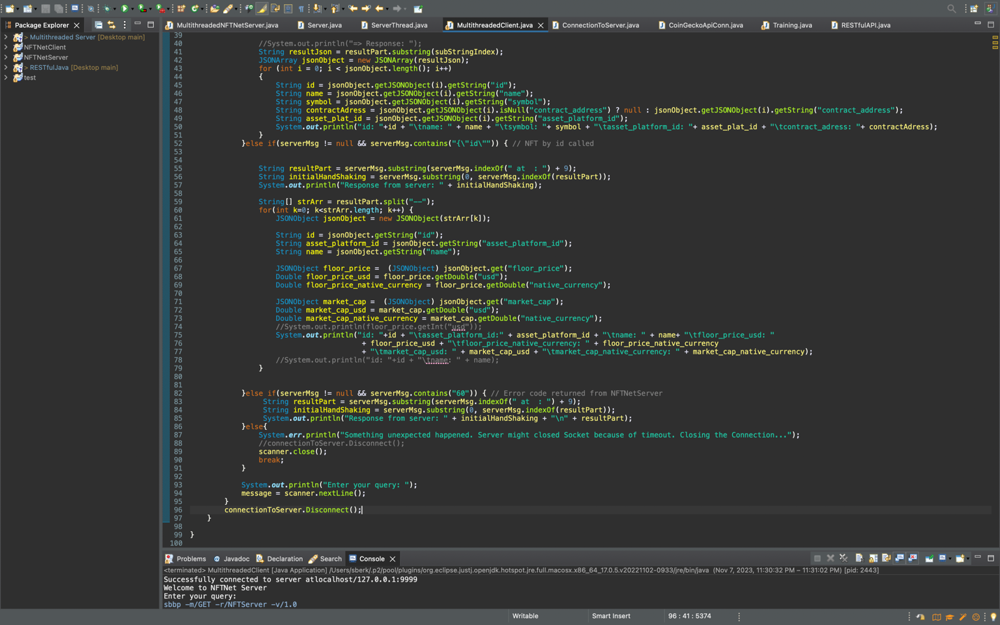 Package Explorer
> Multithreaded Server [Desktop main]
NFTNetClient
NFTNetServer
> RESTfulJava [Desktop main]
test
MultithreadedNFTNetServer.java
Server.java
ServerThread.java
MultithreadedClient.java
ConnectionToServer.java
CoinGeckoApiConn.java
Training.java
RESTfulAPI.java
39
40 //System.out.println("=> Response: ");
41 String resultJson = resultPart.substring(subStringIndex);
42 JSONArray jsonObject = new JSONArray(resultJson);
43 for (int i = 0; i < jsonObject.length(); i++)
44 {
45 String id = jsonObject.getJSONObject(i).getString("id");
46 String name = jsonObject.getJSONObject(i).getString("name");
47 String symbol = jsonObject.getJSONObject(i).getString("symbol");
48 String contractAdress = jsonObject.getJSONObject(i).isNull("contract_address") ? null : jsonObject.getJSONObject(i).getString("contract_address");
49 String asset_plat_id = jsonObject.getJSONObject(i).getString("asset_platform_id");
50 System.out.println("id: "+id + "\tname: " + name + "\tsymbol: "+ symbol + "\tasset_platform_id: "+ asset_plat_id + "\tcontract_adress: "+ contractAdress);
51 }
52 }else if(serverMsg != null && serverMsg.contains("{\"id\"")) { // NFT by id called
53
54
55 String resultPart = serverMsg.substring(serverMsg.indexOf(" at  : ") + 9);
56 String initialHandShaking = serverMsg.substring(0, serverMsg.indexOf(resultPart));
57 System.out.println("Response from server: " + initialHandShaking);
58
59 String[] strArr = resultPart.split("--");
60 for(int k=0; k<strArr.length; k++) {
61 JSONObject jsonObject = new JSONObject(strArr[k]);
62
63 String id = jsonObject.getString("id");
64 String asset_platform_id = jsonObject.getString("asset_platform_id");
65 String name = jsonObject.getString("name");
66
67 JSONObject floor_price =  (JSONObject) jsonObject.get("floor_price");
68 Double floor_price_usd = floor_price.getDouble("usd");
69 Double floor_price_native_currency = floor_price.getDouble("native_currency");
70
71 JSONObject market_cap =  (JSONObject) jsonObject.get("market_cap");
72 Double market_cap_usd = market_cap.getDouble("usd");
73 Double market_cap_native_currency = market_cap.getDouble("native_currency");
74 //System.out.println(floor_price.getInt("usd"));
75 System.out.println("id: "+id + "\tasset_platform_id:" + asset_platform_id + "\tname: " + name+ "\tfloor_price_usd: "
76 + floor_price_usd + "\tfloor_price_native_currency: " + floor_price_native_currency
77 + "\tmarket_cap_usd: " + market_cap_usd + "\tmarket_cap_native_currency: " + market_cap_native_currency);
78 //System.out.println("id: "+id + "\tname: " + name);
79 }
80
81
82 }else if(serverMsg != null && serverMsg.contains("60")) { // Error code returned from NFTNetServer
83 String resultPart = serverMsg.substring(serverMsg.indexOf(" at  : ") + 9);
84 String initialHandShaking = serverMsg.substring(0, serverMsg.indexOf(resultPart));
85 System.out.println("Response from server: " + initialHandShaking + "\n" + resultPart);
86 }else{
87 System.err.println("Something unexpected happened. Server might closed Socket because of timeout. Closing the Connection...");
88 //connectionToServer.Disconnect();
89 scanner.close();
90 break;
91 }
92
93 System.out.println("Enter your query: ");
94 message = scanner.nextLine();
95 }
96 connectionToServer.Disconnect();
97 }
98
99 }
100
Problems
Javadoc
Declaration
Search
Console
<terminated> MultithreadedClient [Java Application] /Users/sberk/.p2/pool/plugins/org.eclipse.justj.openjdk.hotspot.jre.full.macosx.x86_64_17.0.5.v20221102-0933/jre/bin/java (Nov 7, 2023, 11:30:32 PM – 11:31:02 PM) [pid: 2443]
Successfully connected to server atlocalhost/127.0.0.1:9999
Welcome to NFTNet Server
Enter your query:
sbbp -m/GET -r/NFTServer -v/1.0
Writable
Smart Insert
96 : 41 : 5374